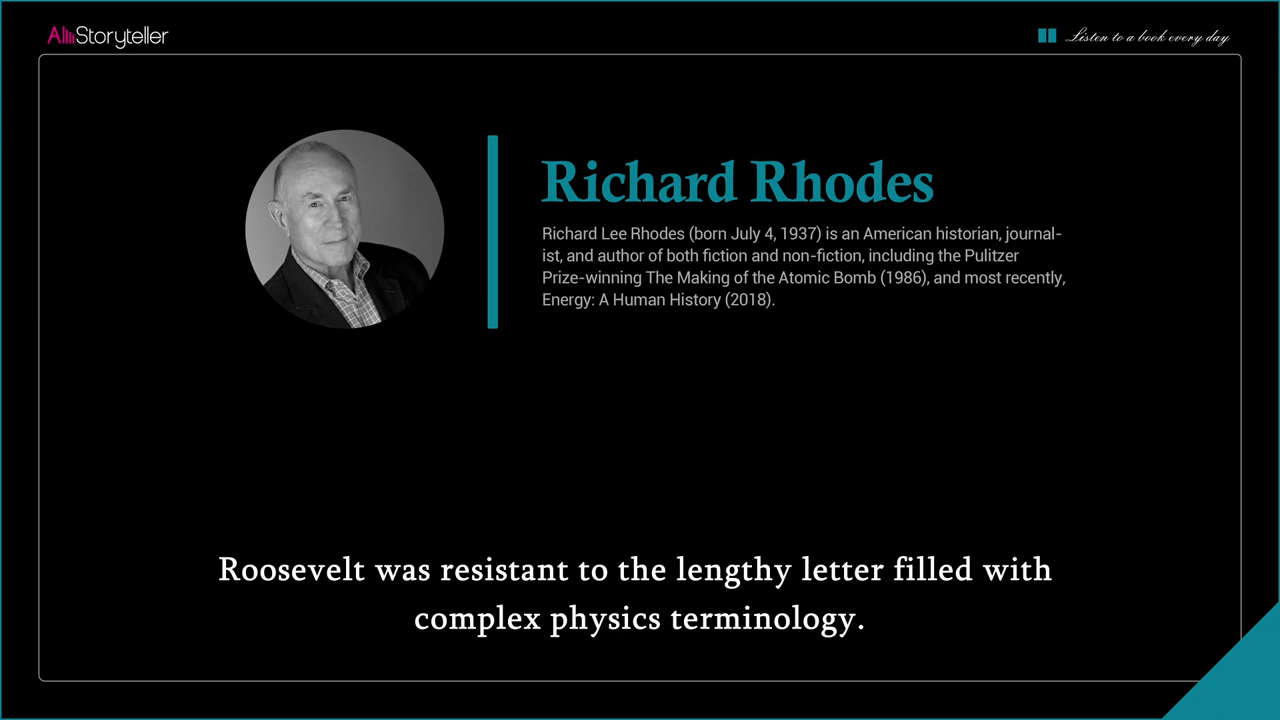 AllStoryteller
Listen to a book every day
Richard Rhodes
Richard Lee Rhodes (born July 4, 1937) is an American historian, journal-
ist, and author of both fiction and non-fiction, including the Pulitzer
Prize-winning The Making of the Atomic Bomb (1986), and most recently,
Energy: A Human History (2018).
Roosevelt was resistant to the lengthy letter filled with
complex physics terminology.